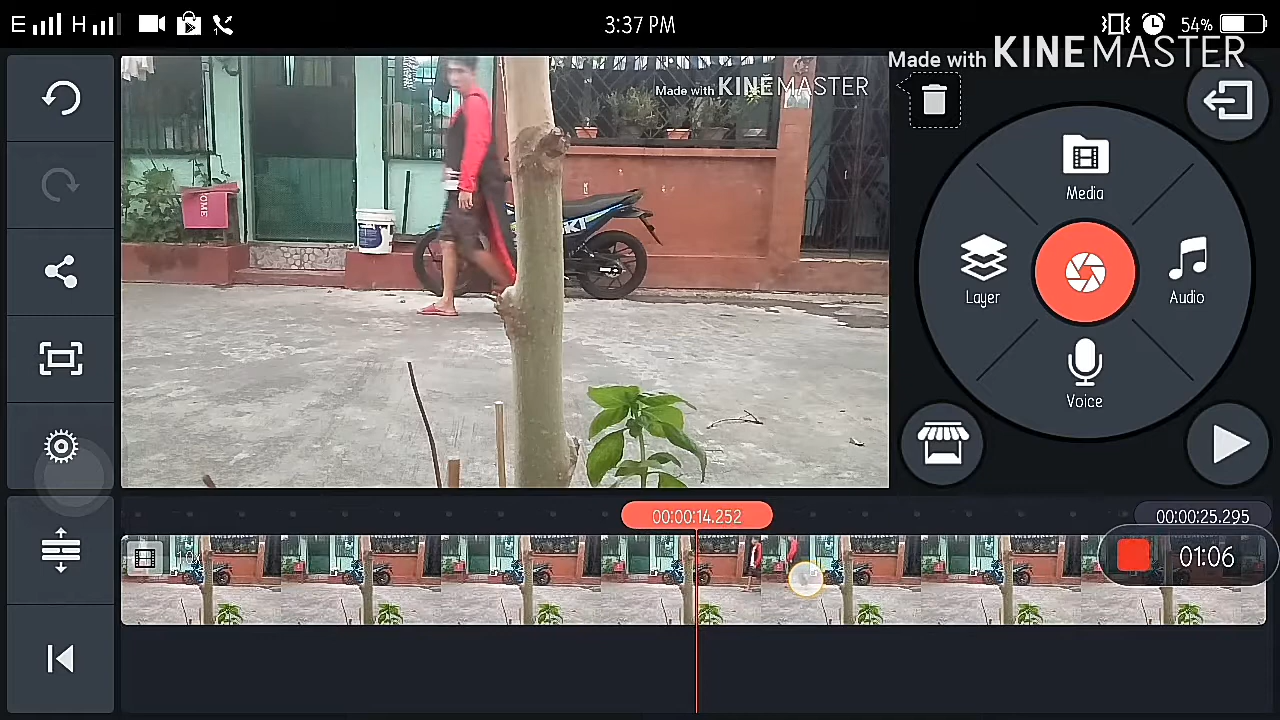 E H 3:37 PM 54%
Made with KINEMASTER
Made with KINEMASTER
Media
Layer
Audio
Voice
00:00:14.252
00:00:25.295
01:06